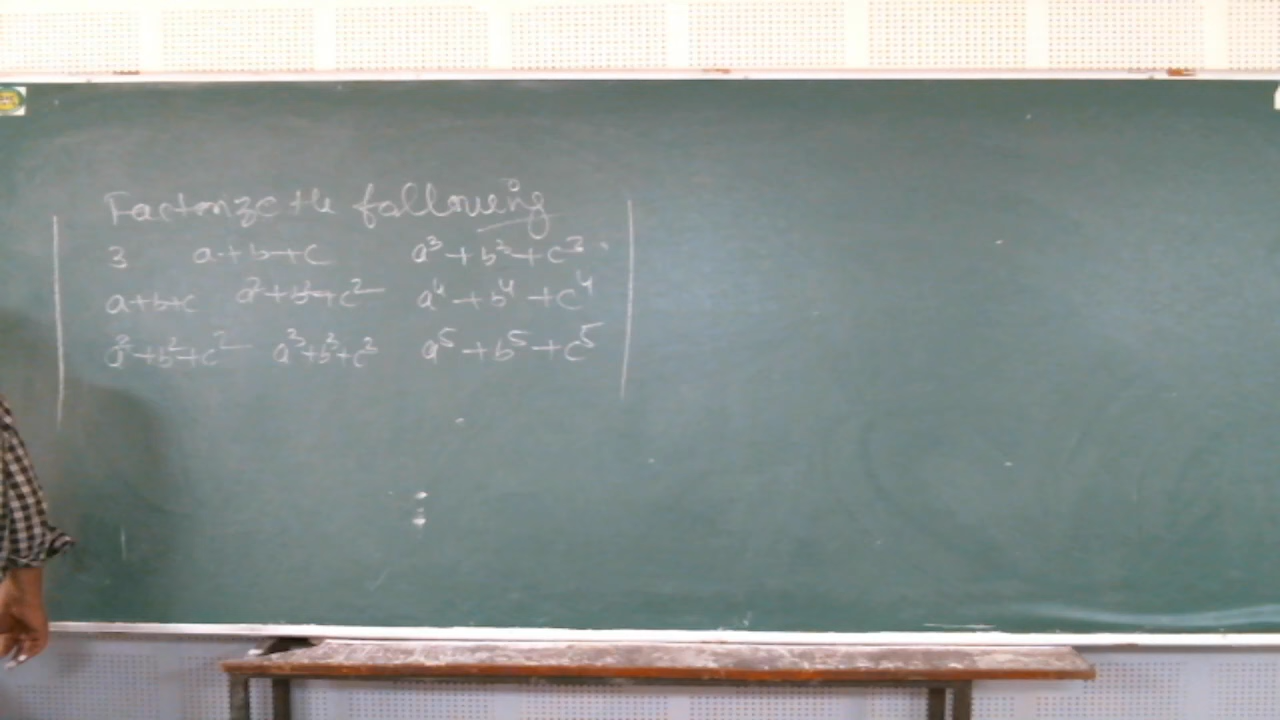 Factorize the following
3 a+b+c a³+b³+c³
a+b+c a²+b²+c² a⁴+b⁴+c⁴
a²+b²+c² a³+b³+c³ a⁵+b⁵+c⁵